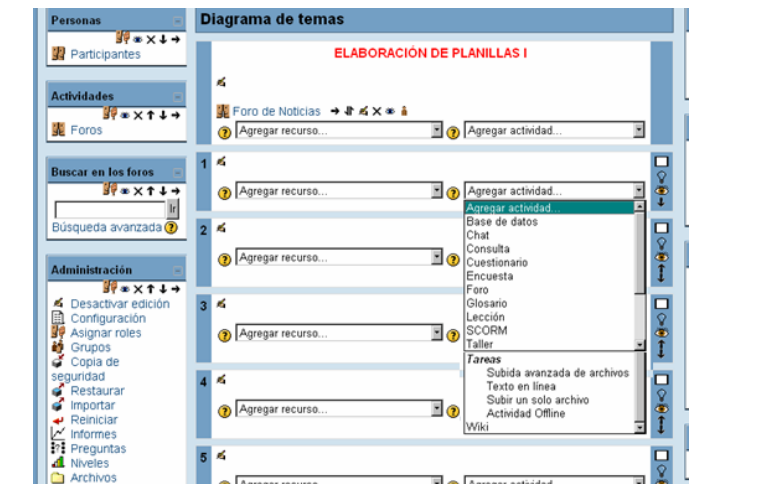 Personas
Participantes
Actividades
Foros
Buscar en los foros
Ir
Búsqueda avanzada
Administración
Desactivar edición
Configuración
Asignar roles
Grupos
Copia de
seguridad
Restaurar
Importar
Reiniciar
Informes
Preguntas
Niveles
Archivos
Diagrama de temas
ELABORACIÓN DE PLANILLAS I
Foro de Noticias
Agregar recurso... Agregar actividad...
1
Agregar recurso... Agregar actividad...
Agregar actividad...
Base de datos
Chat
Consulta
Cuestionario
Encuesta
Foro
Glosario
Lección
SCORM
Taller
Tareas
Subida avanzada de archivos
Texto en línea
Subir un solo archivo
Actividad Offline
Wiki
2
Agregar recurso...
3
Agregar recurso...
4
Agregar recurso...
5
Agregar recurso... Agregar actividad...